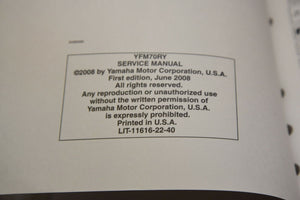 YFM70RY
SERVICE MANUAL
©2008 by Yamaha Motor Corporation, U.S.A.
First edition, June 2008
All rights reserved.
Any reproduction or unauthorized use
without the written permission of
Yamaha Motor Corporation, U.S.A.
is expressly prohibited.
Printed in U.S.A.
LIT-11616-22-40